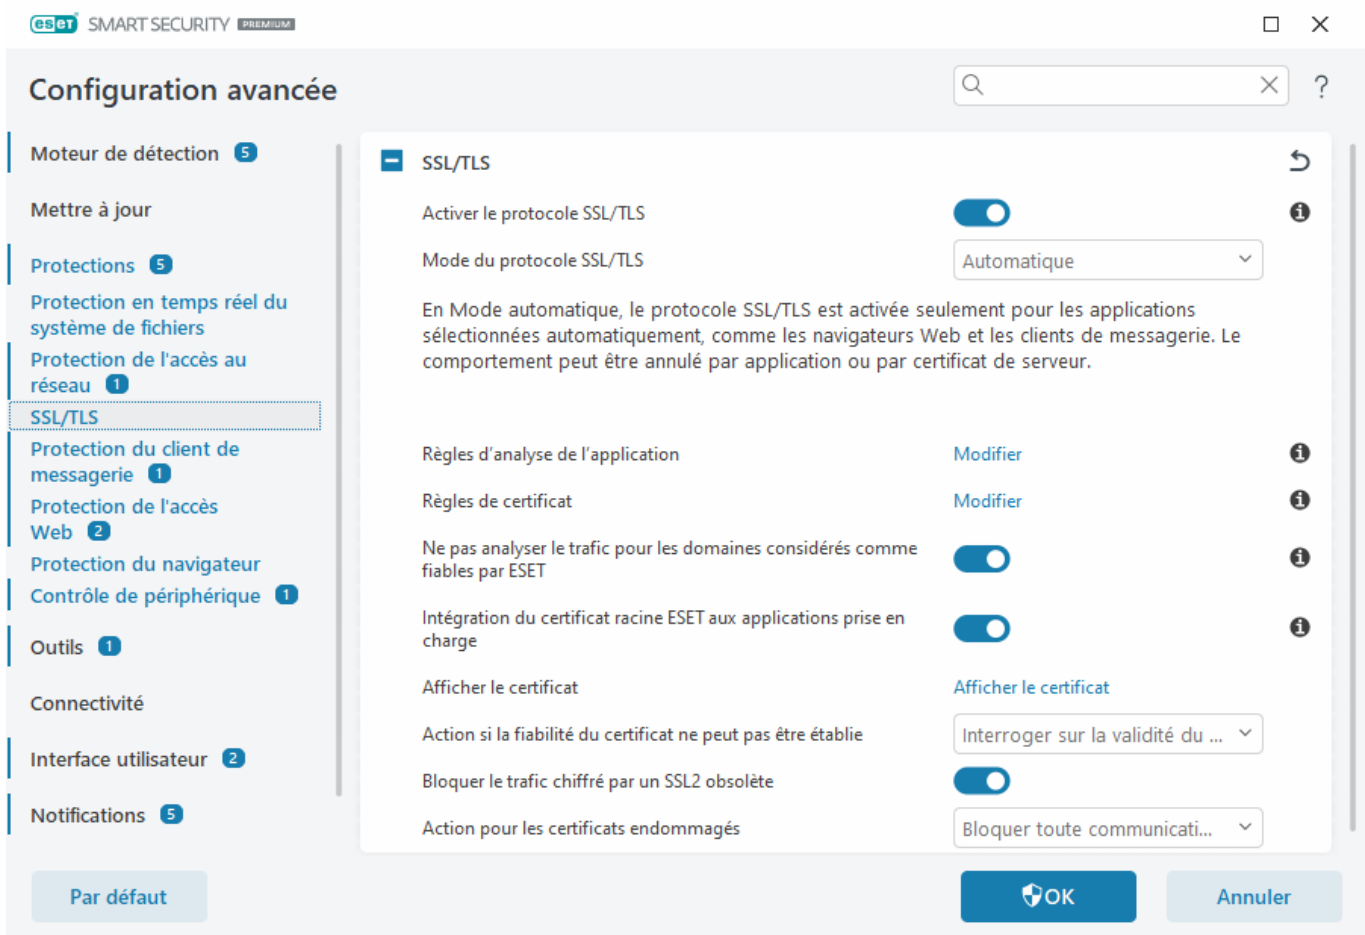 eset SMART SECURITY PREMIUM
Configuration avancée
?
Moteur de détection 5
Mettre à jour
Protections 5
Protection en temps réel du
système de fichiers
Protection de l'accès au
réseau 1
SSL/TLS
Protection du client de
messagerie 1
Protection de l'accès
Web 2
Protection du navigateur
Contrôle de périphérique 1
Outils 1
Connectivité
Interface utilisateur 2
Notifications 5
SSL/TLS
Activer le protocole SSL/TLS
Mode du protocole SSL/TLS Automatique
En Mode automatique, le protocole SSL/TLS est activée seulement pour les applications
sélectionnées automatiquement, comme les navigateurs Web et les clients de messagerie. Le
comportement peut être annulé par application ou par certificat de serveur.
Règles d'analyse de l'application Modifier
Règles de certificat Modifier
Ne pas analyser le trafic pour les domaines considérés comme
fiables par ESET
Intégration du certificat racine ESET aux applications prise en
charge
Afficher le certificat Afficher le certificat
Action si la fiabilité du certificat ne peut pas être établie Interroger sur la validité du ...
Bloquer le trafic chiffré par un SSL2 obsolète
Action pour les certificats endommagés Bloquer toute communicati...
Par défaut OK Annuler